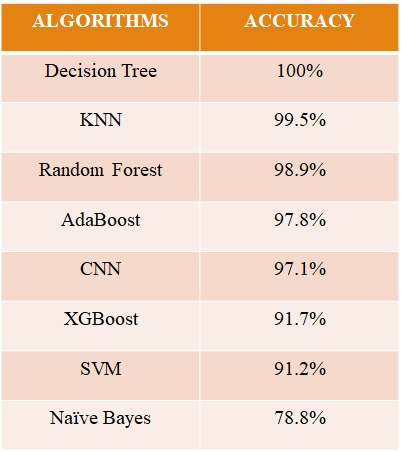 ALGORITHMS ACCURACY
Decision Tree 100%
KNN 99.5%
Random Forest 98.9%
AdaBoost 97.8%
CNN 97.1%
XGBoost 91.7%
SVM 91.2%
Naïve Bayes 78.8%